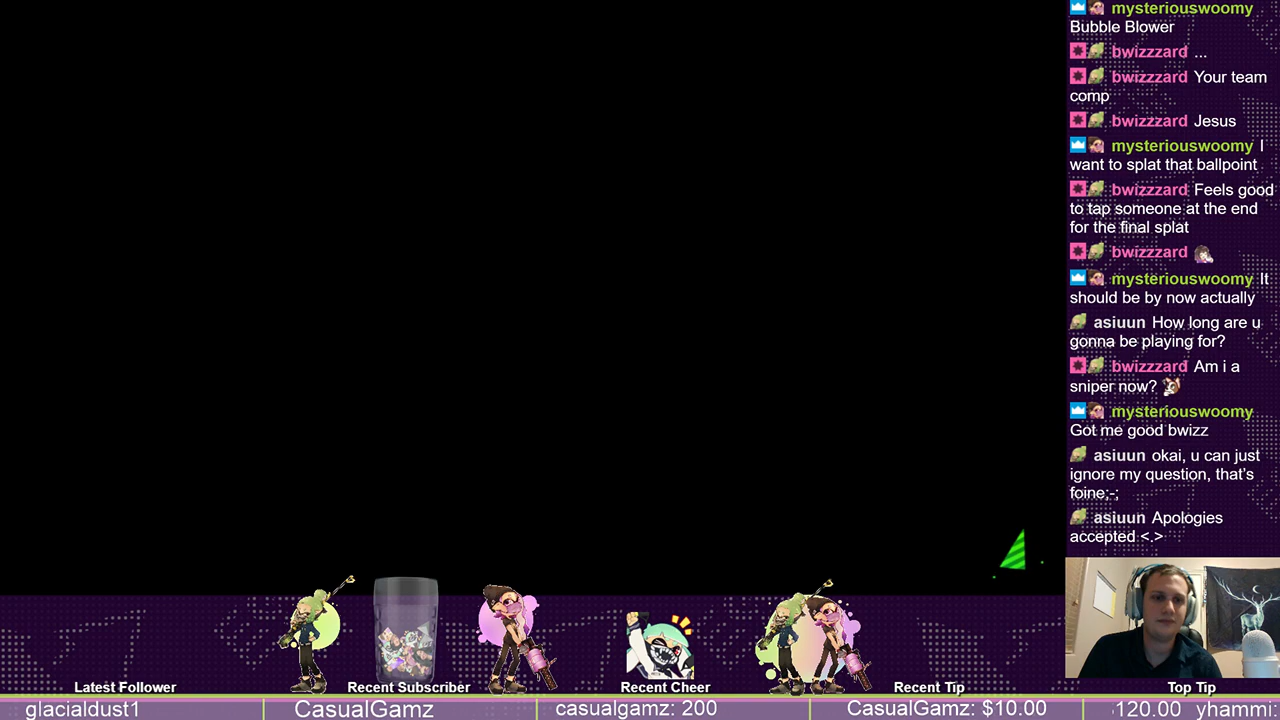 mysteriouswoomy
Bubble Blower
bwizzzard ...
bwizzzard Your team
comp
bwizzzard Jesus
mysteriouswoomy I
want to splat that ballpoint
bwizzzard Feels good
to tap someone at the end
for the final splat
bwizzzard
mysteriouswoomy It
should be by now actually
asiuun How long are u
gonna be playing for?
bwizzzard Am i a
sniper now?
mysteriouswoomy
Got me good bwizz
asiuun okai, u can just
ignore my question, that's
foine;-;
asiuun Apologies
accepted <.>
Latest Follower
Recent Subscriber
Recent Cheer
Recent Tip
Top Tip
glacialdust1
CasualGamz
casualgamz: 200
CasualGamz: $10.00
120.00 yhammi: